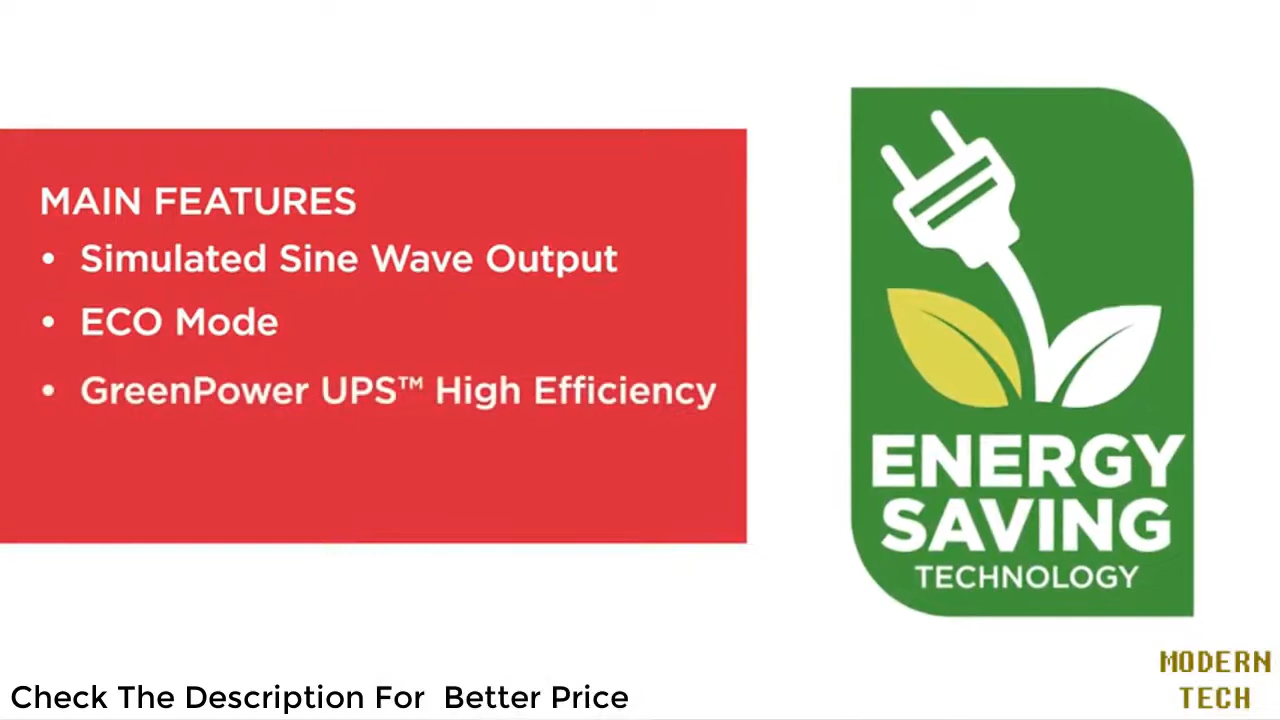 MAIN FEATURES
• Simulated Sine Wave Output
• ECO Mode
• GreenPower UPS™ High Efficiency
ENERGY
SAVING
TECHNOLOGY
Check The Description For  Better Price
MODERN
TECH